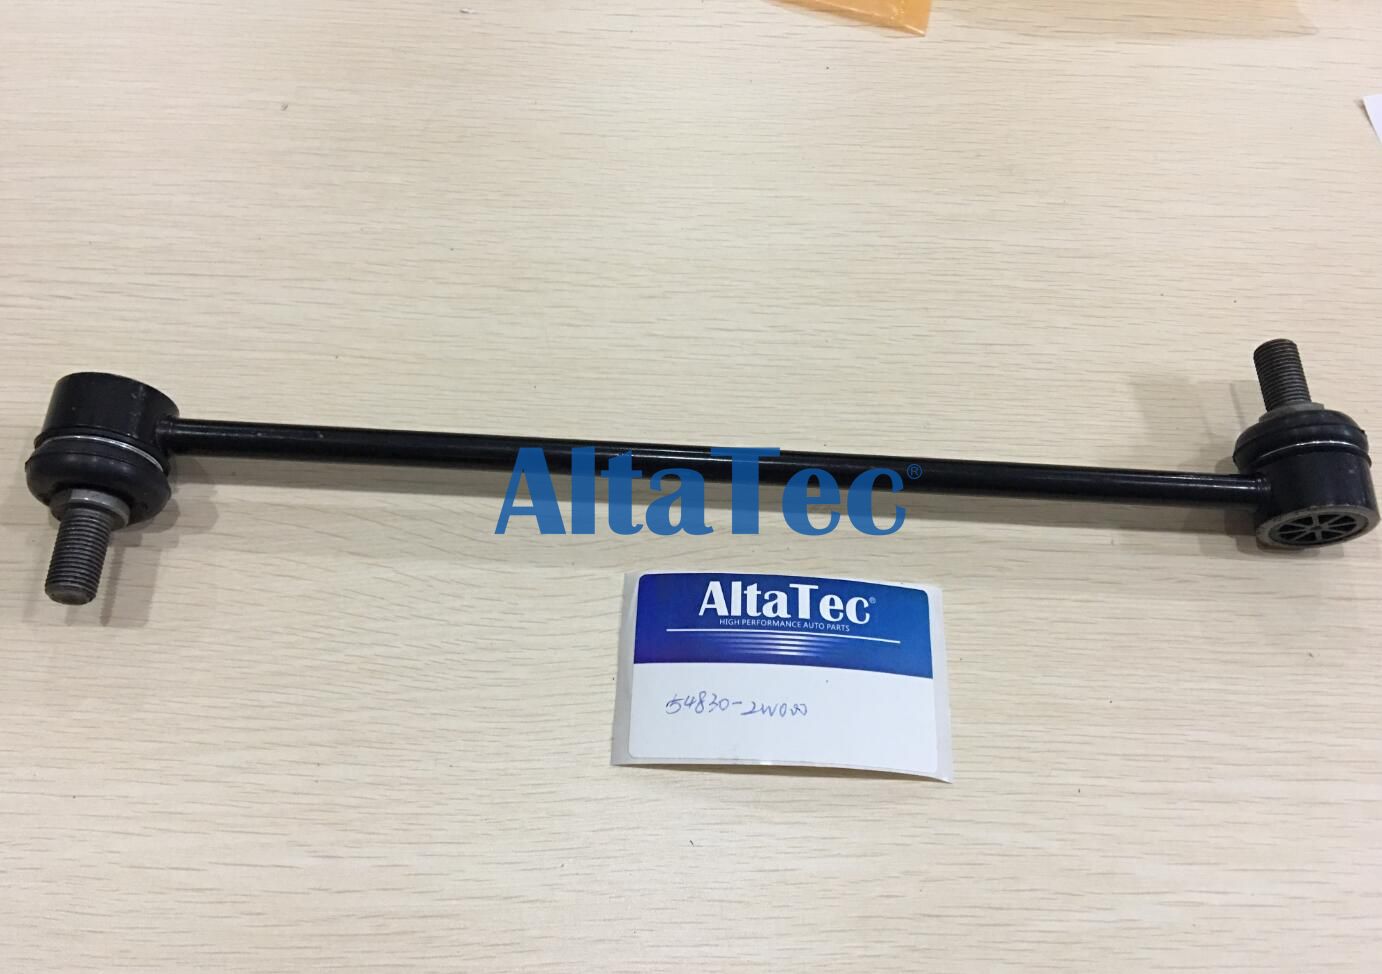 AltaTec®
AltaTec®
HIGH PERFORMANCE AUTO PARTS
54830-2W000